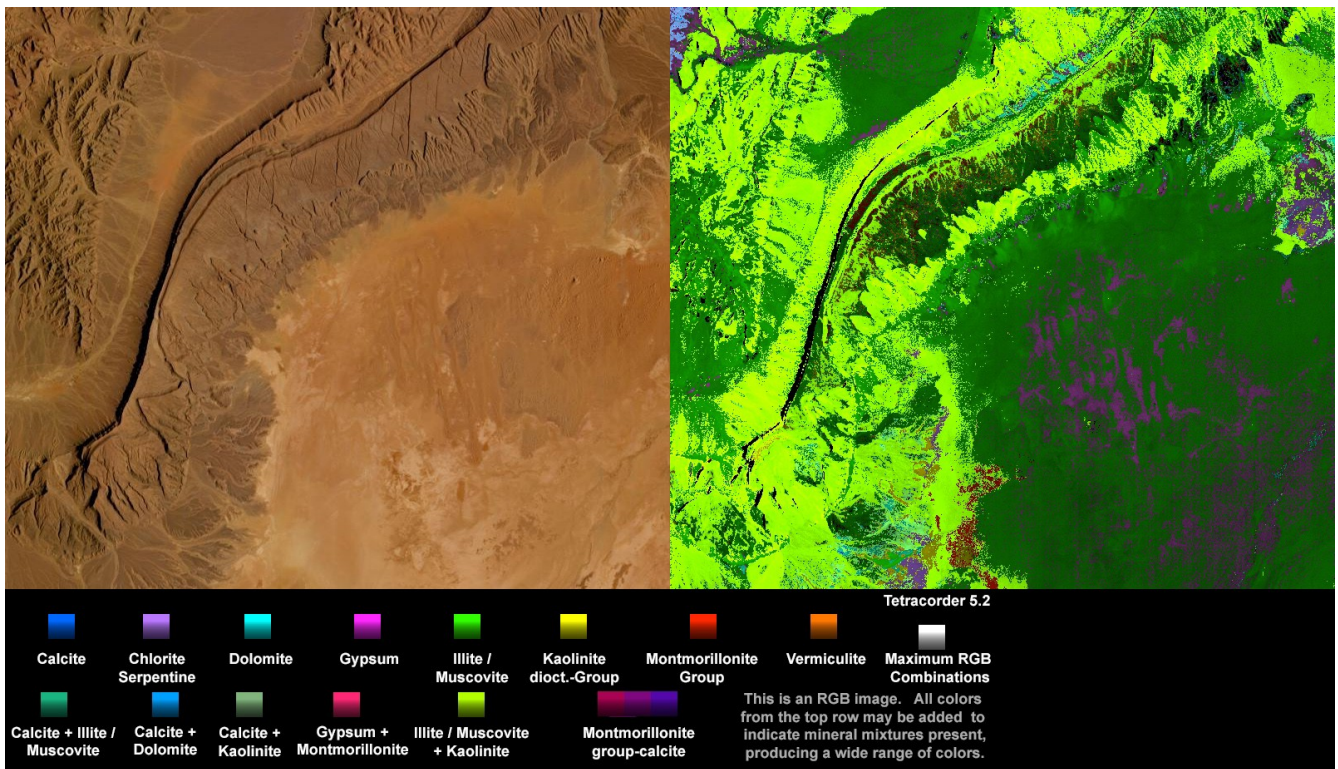 Tetracorder 5.2
Calcite
Chlorite
Serpentine
Dolomite
Gypsum
Illite /
Muscovite
Kaolinite
dioct.-Group
Montmorillonite
Group
Vermiculite
Maximum RGB
Combinations
Calcite + Illite /
Muscovite
Calcite +
Dolomite
Calcite +
Kaolinite
Gypsum +
Montmorillonite
Illite / Muscovite
+ Kaolinite
Montmorillonite
group-calcite
This is an RGB image. All colors
from the top row may be added to
indicate mineral mixtures present,
producing a wide range of colors.